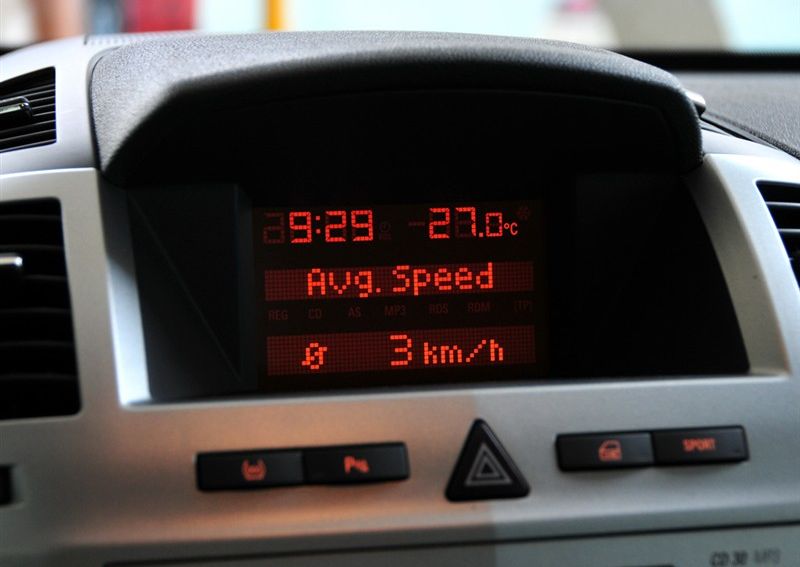 9:29 27.0°C
Avg. Speed
REG CD AS MP3 RDS RDM [TP]
Ø 3 km/h
P SPORT
CD 30 MP3